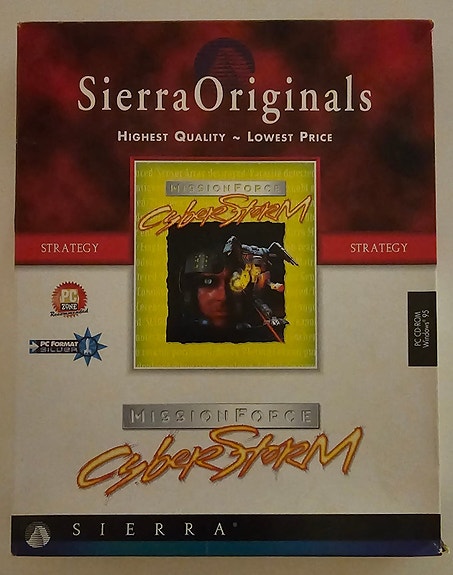 SierraOriginals
HIGHEST QUALITY ~ LOWEST PRICE
MISSIONFORCE
CYBERSTORM
STRATEGY
STRATEGY
PC
ZONE
Recommended
PC FORMAT
SILVER
PC CD-ROM
Windows® 95
MISSIONFORCE
CYBERSTORM
SIERRA®